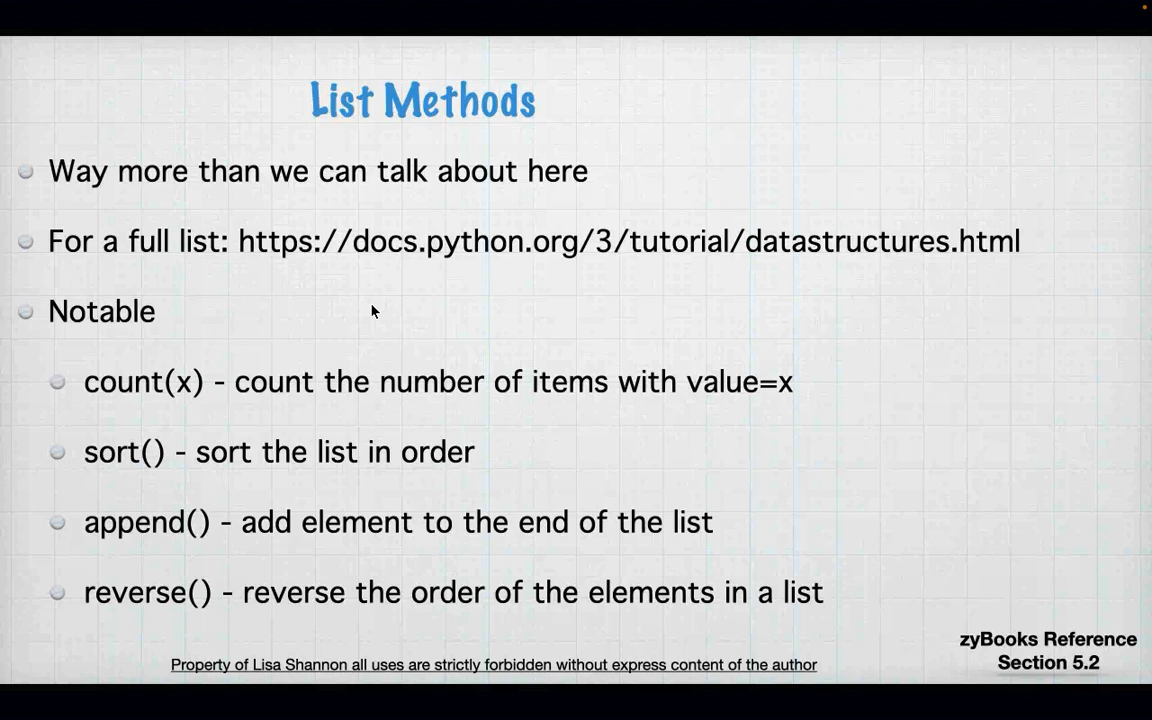 List Methods
Way more than we can talk about here
For a full list: https://docs.python.org/3/tutorial/datastructures.html
Notable
count(x) - count the number of items with value=x
sort() - sort the list in order
append() - add element to the end of the list
reverse() - reverse the order of the elements in a list
zyBooks Reference
Section 5.2
Property of Lisa Shannon all uses are strictly forbidden without express content of the author